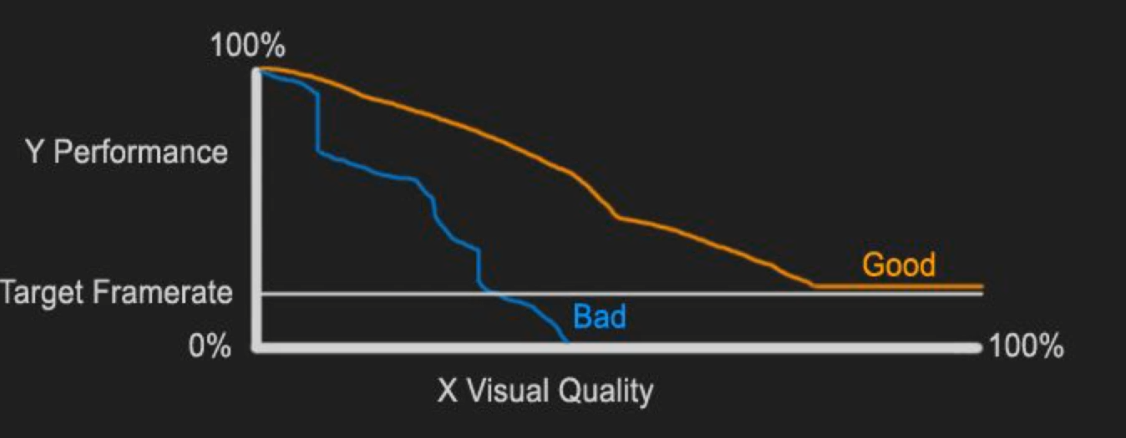 100%
Y Performance
Good
Target Framerate
Bad
0%
100%
X Visual Quality